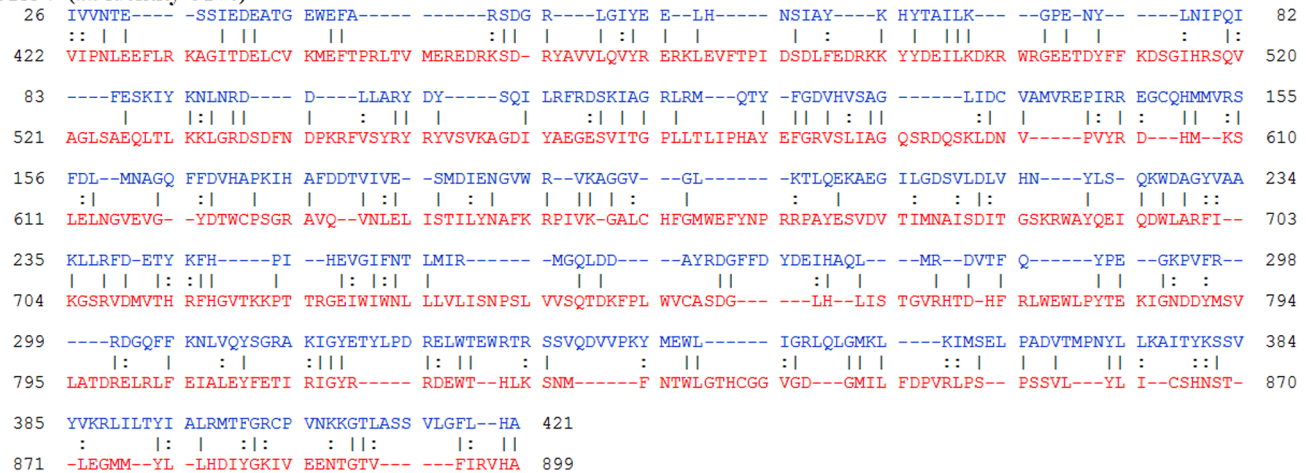 26 IVVNTE---- -SSIEDEATG EWEFVA---- ------RSDG R---LGIYE E--LH----- NSIAY----K HYTAILK--- --GPE-NY-- ----LNIPQI 82
:: | | | || || :|| | | :| | | | : | | ||| | | | : |:
422 VIPNLEEFLR KAGITDELCV KMEFTPRLTV MEREDRKSD- RYAVVLQVYR ERKLEVFTPI DSDLFEDRKK YYDEILKDKR WRGEETDYFF KDSGIHRSQV 520
83 ----FESKIY KNLNRD---- D----LLARY DY-----SQI LRFRDSKIAG RLRM---QTY -FGDVHVSAG ------LIDC VAMVREPIRR EGCQHMMVRS 155
| |:| || | : || | | :| | | | | || | : || :| | |: | : || :|
521 AGLSAEQLTL KKLGRDSDFN DPKRFVSYRY RYVSVKAGDI YAEGESVITG PLLTLIPHAY EFGRVSLIAG QSRDQSKLDN V-----PVYR D---HM--KS 610
156 FDL--MNAGQ FFDVHAPKIH AFDDTVIVE- -SMDIENGVW R--VKAGGV- --GL------ ---KTLQEKAEG ILGDSVLDLV HN----YLS- QKWDAGYVAA 234
:| | | | | |:| | : | | || | | : | : :| | | | | ::
611 LELNGVEVG- -YDTWCPSGR AVQ--VNLEL ISTILYNAFK RPIVK-GALC HFGMWEFYNP RRPAYESVDV TIMNAISDIT GSKRWAYQEI QDWLARFI-- 703
235 KLLRFD-ETY KFH-----PI --HEVGIFNT LMIR------ --MGQLDD-- ---AYRDGFFD YDEIHAQL-- --MR--DVTF Q------YPE --GKPVFR-- 298
| | | |: :|| | |: |:| | | | || :| | | | | | | |: :
704 KGSRVDMVTH RFHGVTKKPT TRGEIWIWNL LLVLISNPSL VVSQTDKFPL WVCASDG--- ----LH--LIS TGVRHTD-HF RLWEWLPYTE KIGNDDYMSV 794
299 ----RDGQFF KNLVQYSGRA KIGYETYLPD RELWTEWRTR SSVQDVVPKY MEWL------ IGRLQLGMKL ---KIMSELP LPADVTMPNYL LKAITYKSSV 384
|: | : | :||| |: || | | : || :| || | :: | | | || | ::|
795 LATDRELRLF EIALEYFETI RIGYR----- RDEWT--HLK SNM------F NTWLGTHCGG VGD---GMIL FDPVRLPS-- PSSVL---YL I--CSHNST- 870
385 YVKRLILTYI ALRMTFGRCP VNKKGTLASS VLGFL--HA 421
: |: | :|: : ||: |: ||
871 -LEGMM--YL -LHDIYGKIV EENTGTV--- ----FIRVHA 899